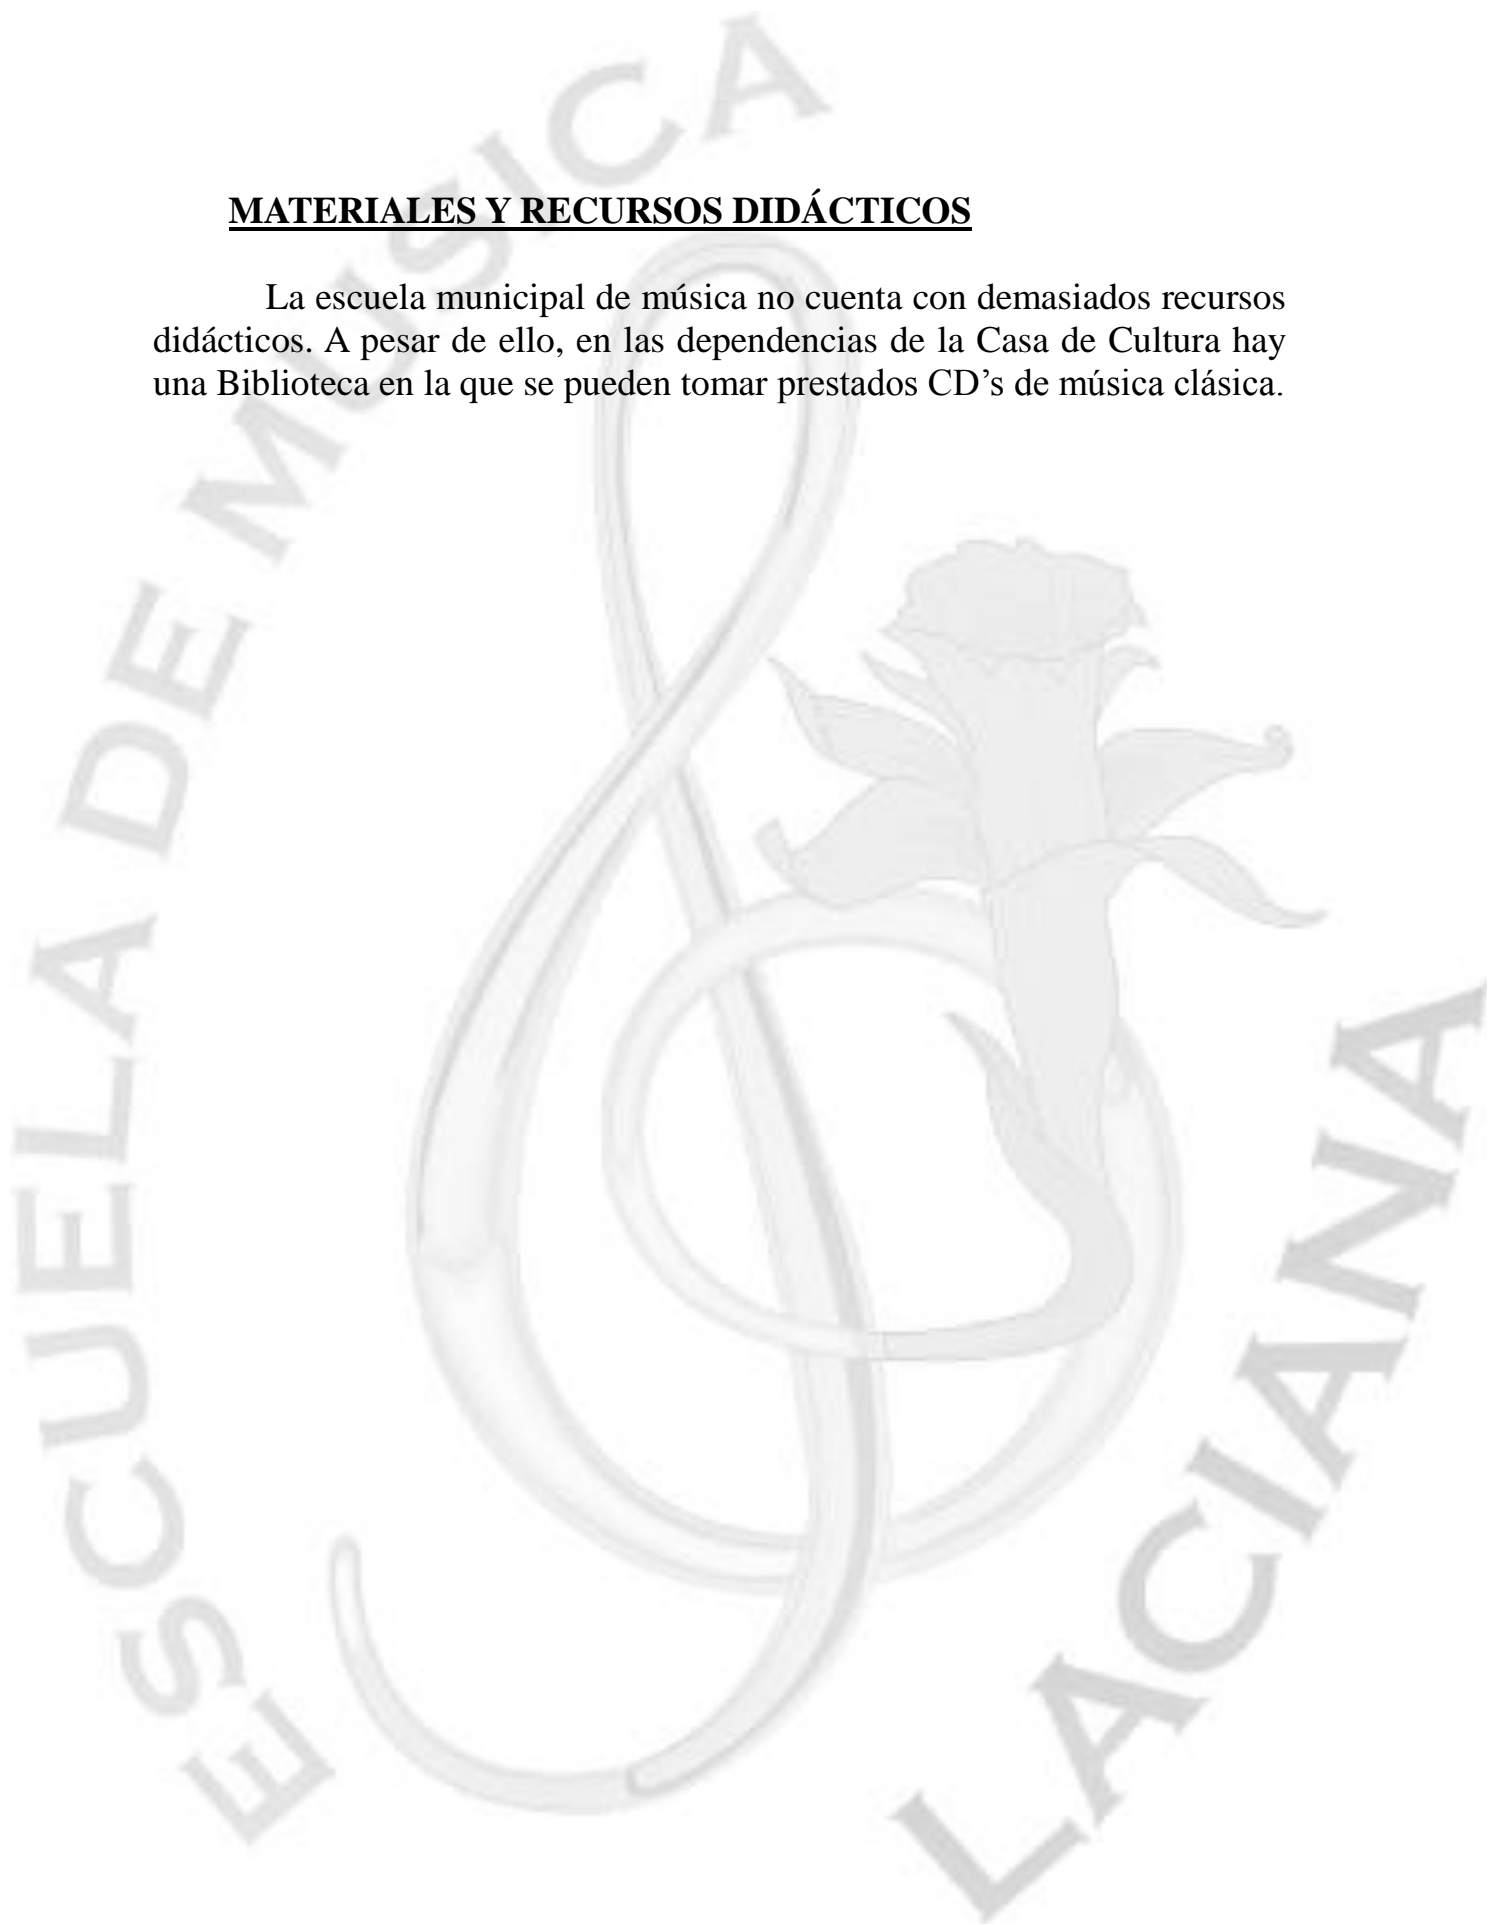 MATERIALES Y RECURSOS DIDÁCTICOS
La escuela municipal de música no cuenta con demasiados recursos
didácticos. A pesar de ello, en las dependencias de la Casa de Cultura hay
una Biblioteca en la que se pueden tomar prestados CD’s de música clásica.
ESCUELA DE MUSICA
LACIANA